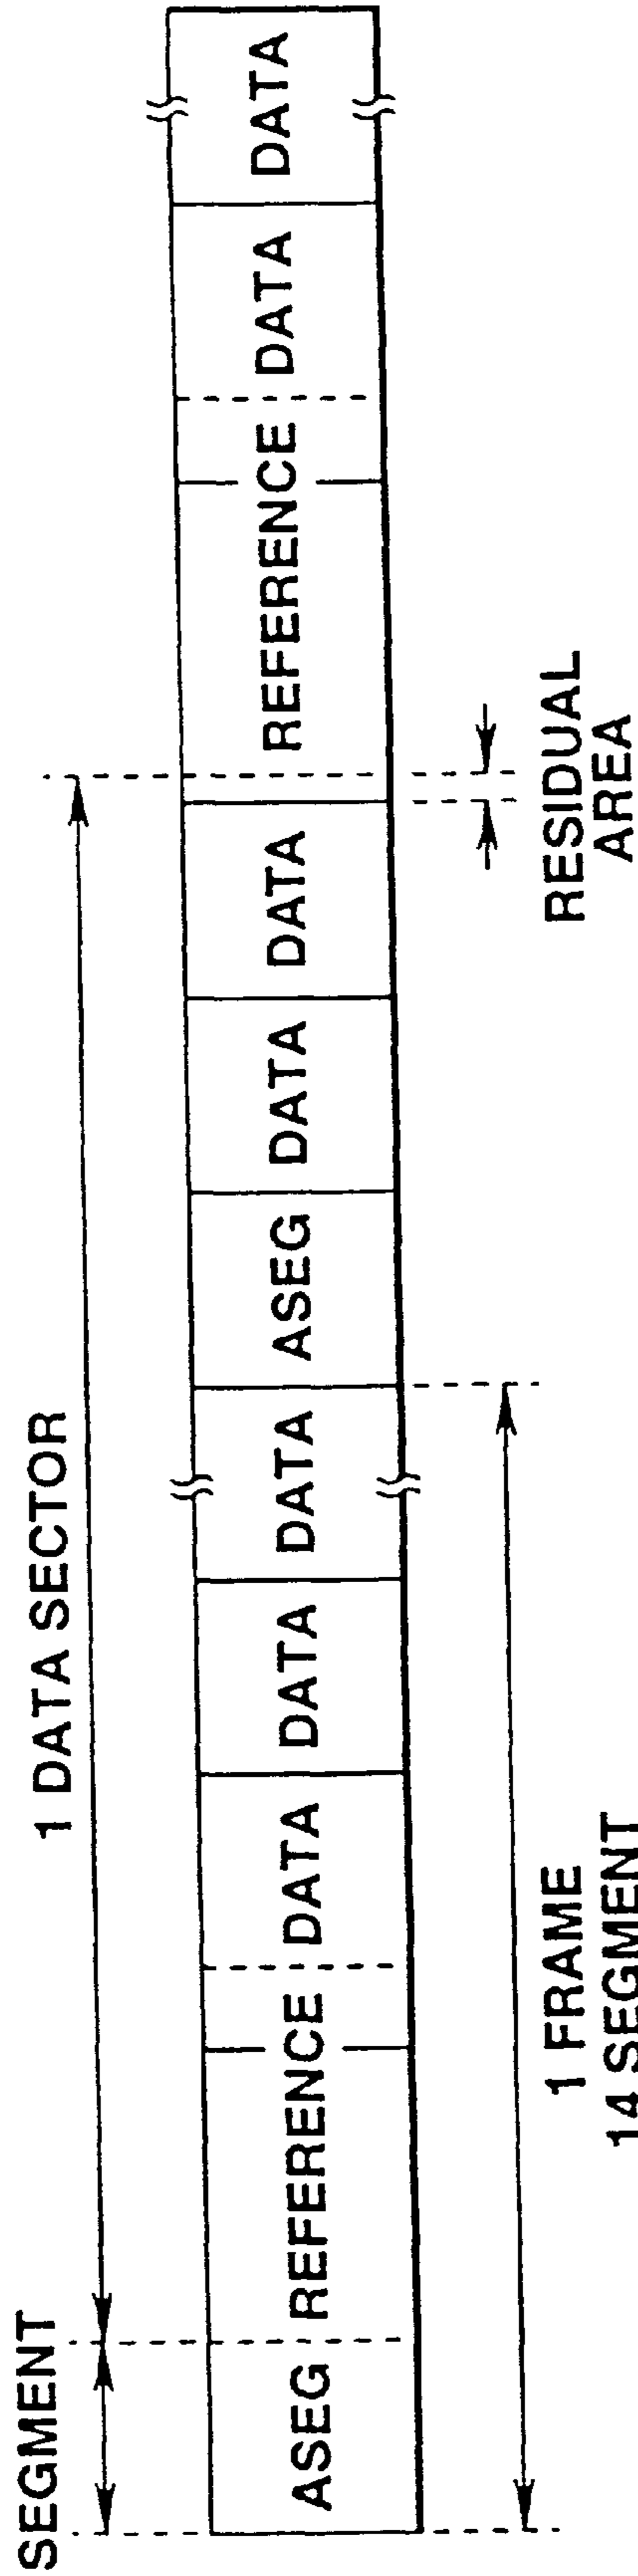 SEGMENT
1 DATA SECTOR
ASEG REFERENCE DATA DATA DATA ASEG DATA DATA REFERENCE DATA DATA
1 FRAME
14 SEGMENT
RESIDUAL
AREA